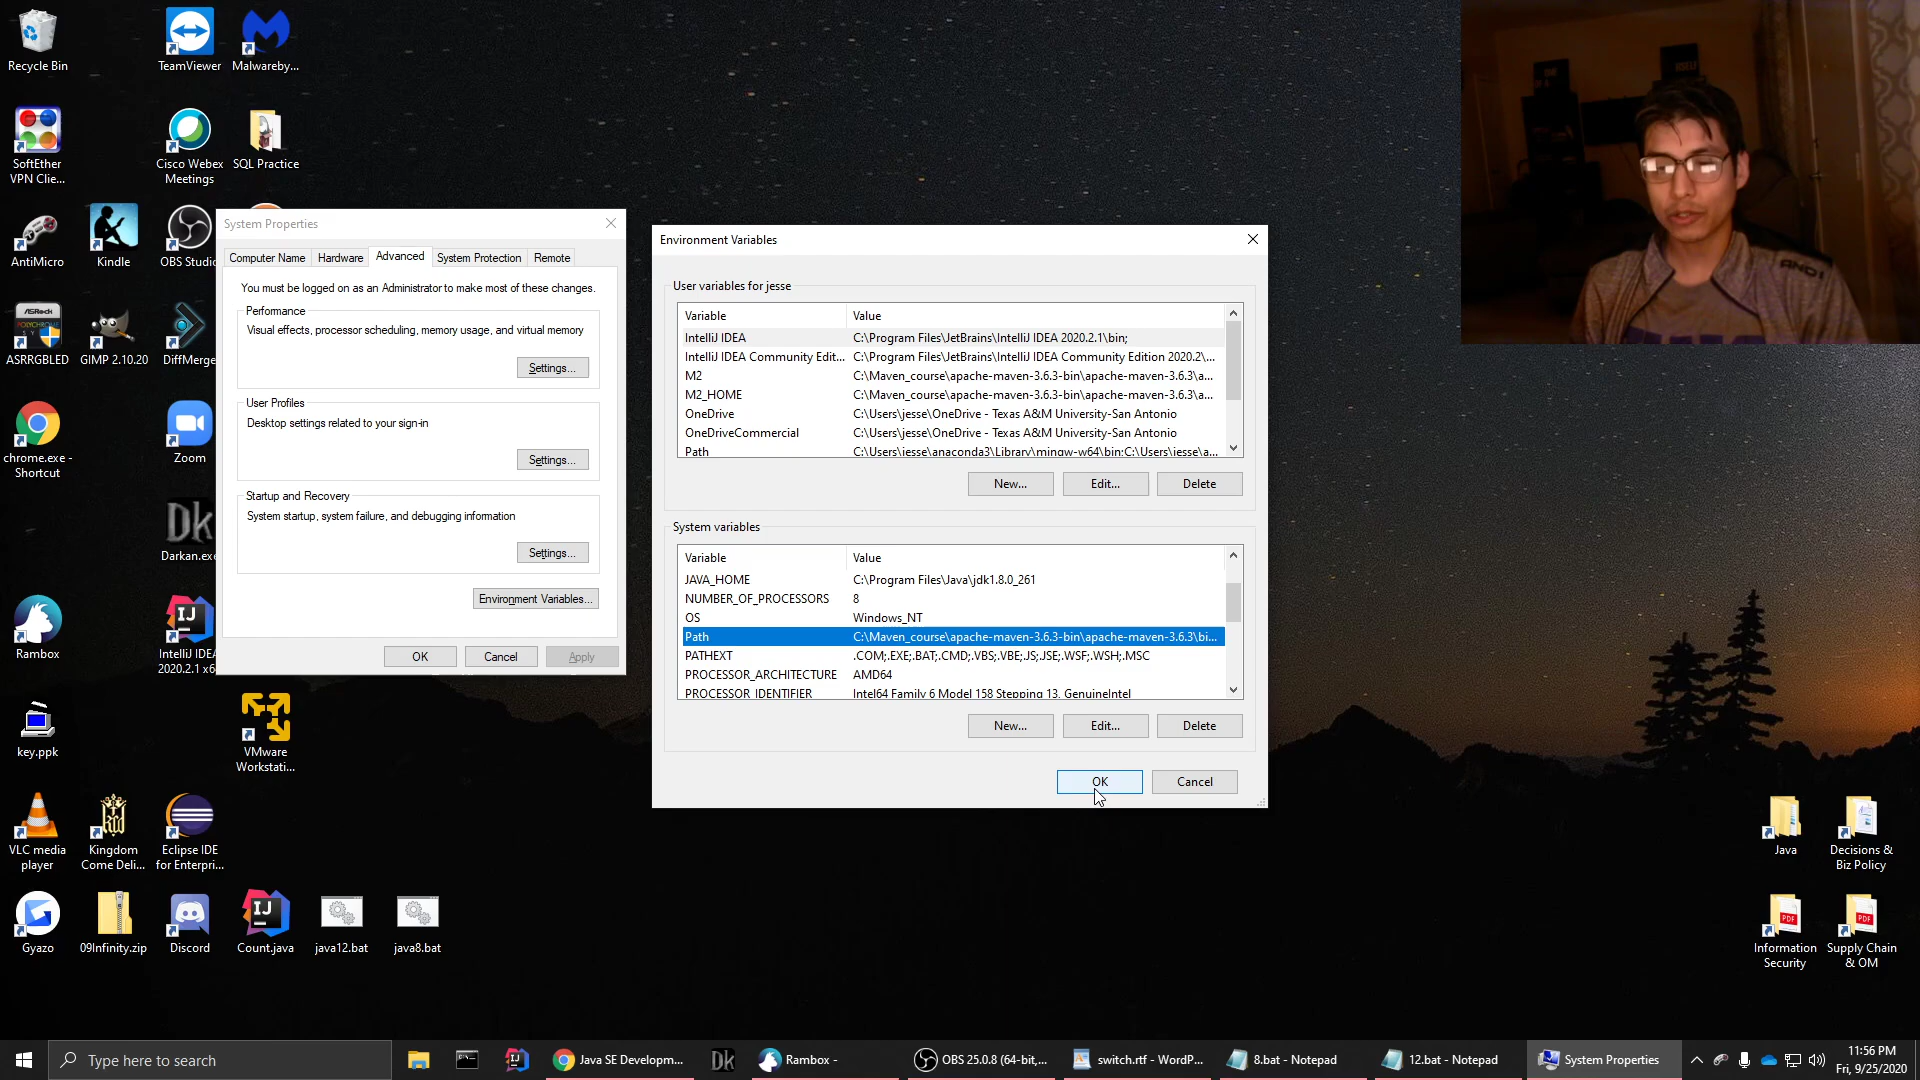 Recycle Bin
TeamViewer
Malwareby...
SoftEther
VPN Clie...
Cisco Webex
Meetings
SQL Practice
AntiMicro
Kindle
OBS Studio
ASRock
POLYCHROME
ASRRGBLED
GIMP 2.10.20
DiffMerge
chrome.exe -
Shortcut
Zoom
Dk
Darkan.exe
Rambox
IJ
IntelliJ IDEA
2020.2.1 x6
key.ppk
VMware
Workstati...
VLC media
player
Kingdom
Come Deli...
Eclipse IDE
for Enterpri...
Gyazo
09Infinity.zip
Discord
IJ
Count.java
java12.bat
java8.bat
System Properties
Computer Name
Hardware
Advanced
System Protection
Remote
You must be logged on as an Administrator to make most of these changes.
Performance
Visual effects, processor scheduling, memory usage, and virtual memory
Settings...
User Profiles
Desktop settings related to your sign-in
Settings...
Startup and Recovery
System startup, system failure, and debugging information
Settings...
Environment Variables...
OK
Cancel
Apply
Environment Variables
User variables for jesse
Variable Value
IntelliJ IDEA C:\Program Files\JetBrains\IntelliJ IDEA 2020.2.1\bin;
IntelliJ IDEA Community Edit... C:\Program Files\JetBrains\IntelliJ IDEA Community Edition 2020.2\...
M2 C:\Maven_course\apache-maven-3.6.3-bin\apache-maven-3.6.3\a...
M2_HOME C:\Maven_course\apache-maven-3.6.3-bin\apache-maven-3.6.3\a...
OneDrive C:\Users\jesse\OneDrive - Texas A&M University-San Antonio
OneDriveCommercial C:\Users\jesse\OneDrive - Texas A&M University-San Antonio
Path C:\Users\jesse\anaconda3\Library\mingw-w64\bin;C:\Users\jesse\a...
New... Edit... Delete
System variables
Variable Value
JAVA_HOME C:\Program Files\Java\jdk1.8.0_261
NUMBER_OF_PROCESSORS 8
OS Windows_NT
Path C:\Maven_course\apache-maven-3.6.3-bin\apache-maven-3.6.3\bi...
PATHEXT .COM;.EXE;.BAT;.CMD;.VBS;.VBE;.JS;.JSE;.WSF;.WSH;.MSC
PROCESSOR_ARCHITECTURE AMD64
PROCESSOR_IDENTIFIER Intel64 Family 6 Model 158 Stepping 13, GenuineIntel
New... Edit... Delete
OK Cancel
AND1
Java
Decisions &
Biz Policy
PDF
Information
Security
PDF
Supply Chain
& OM
Type here to search
Java SE Developm...
Dk
Rambox -
OBS 25.0.8 (64-bit,...
switch.rtf - WordP...
8.bat - Notepad
12.bat - Notepad
System Properties
11:56 PM
Fri, 9/25/2020